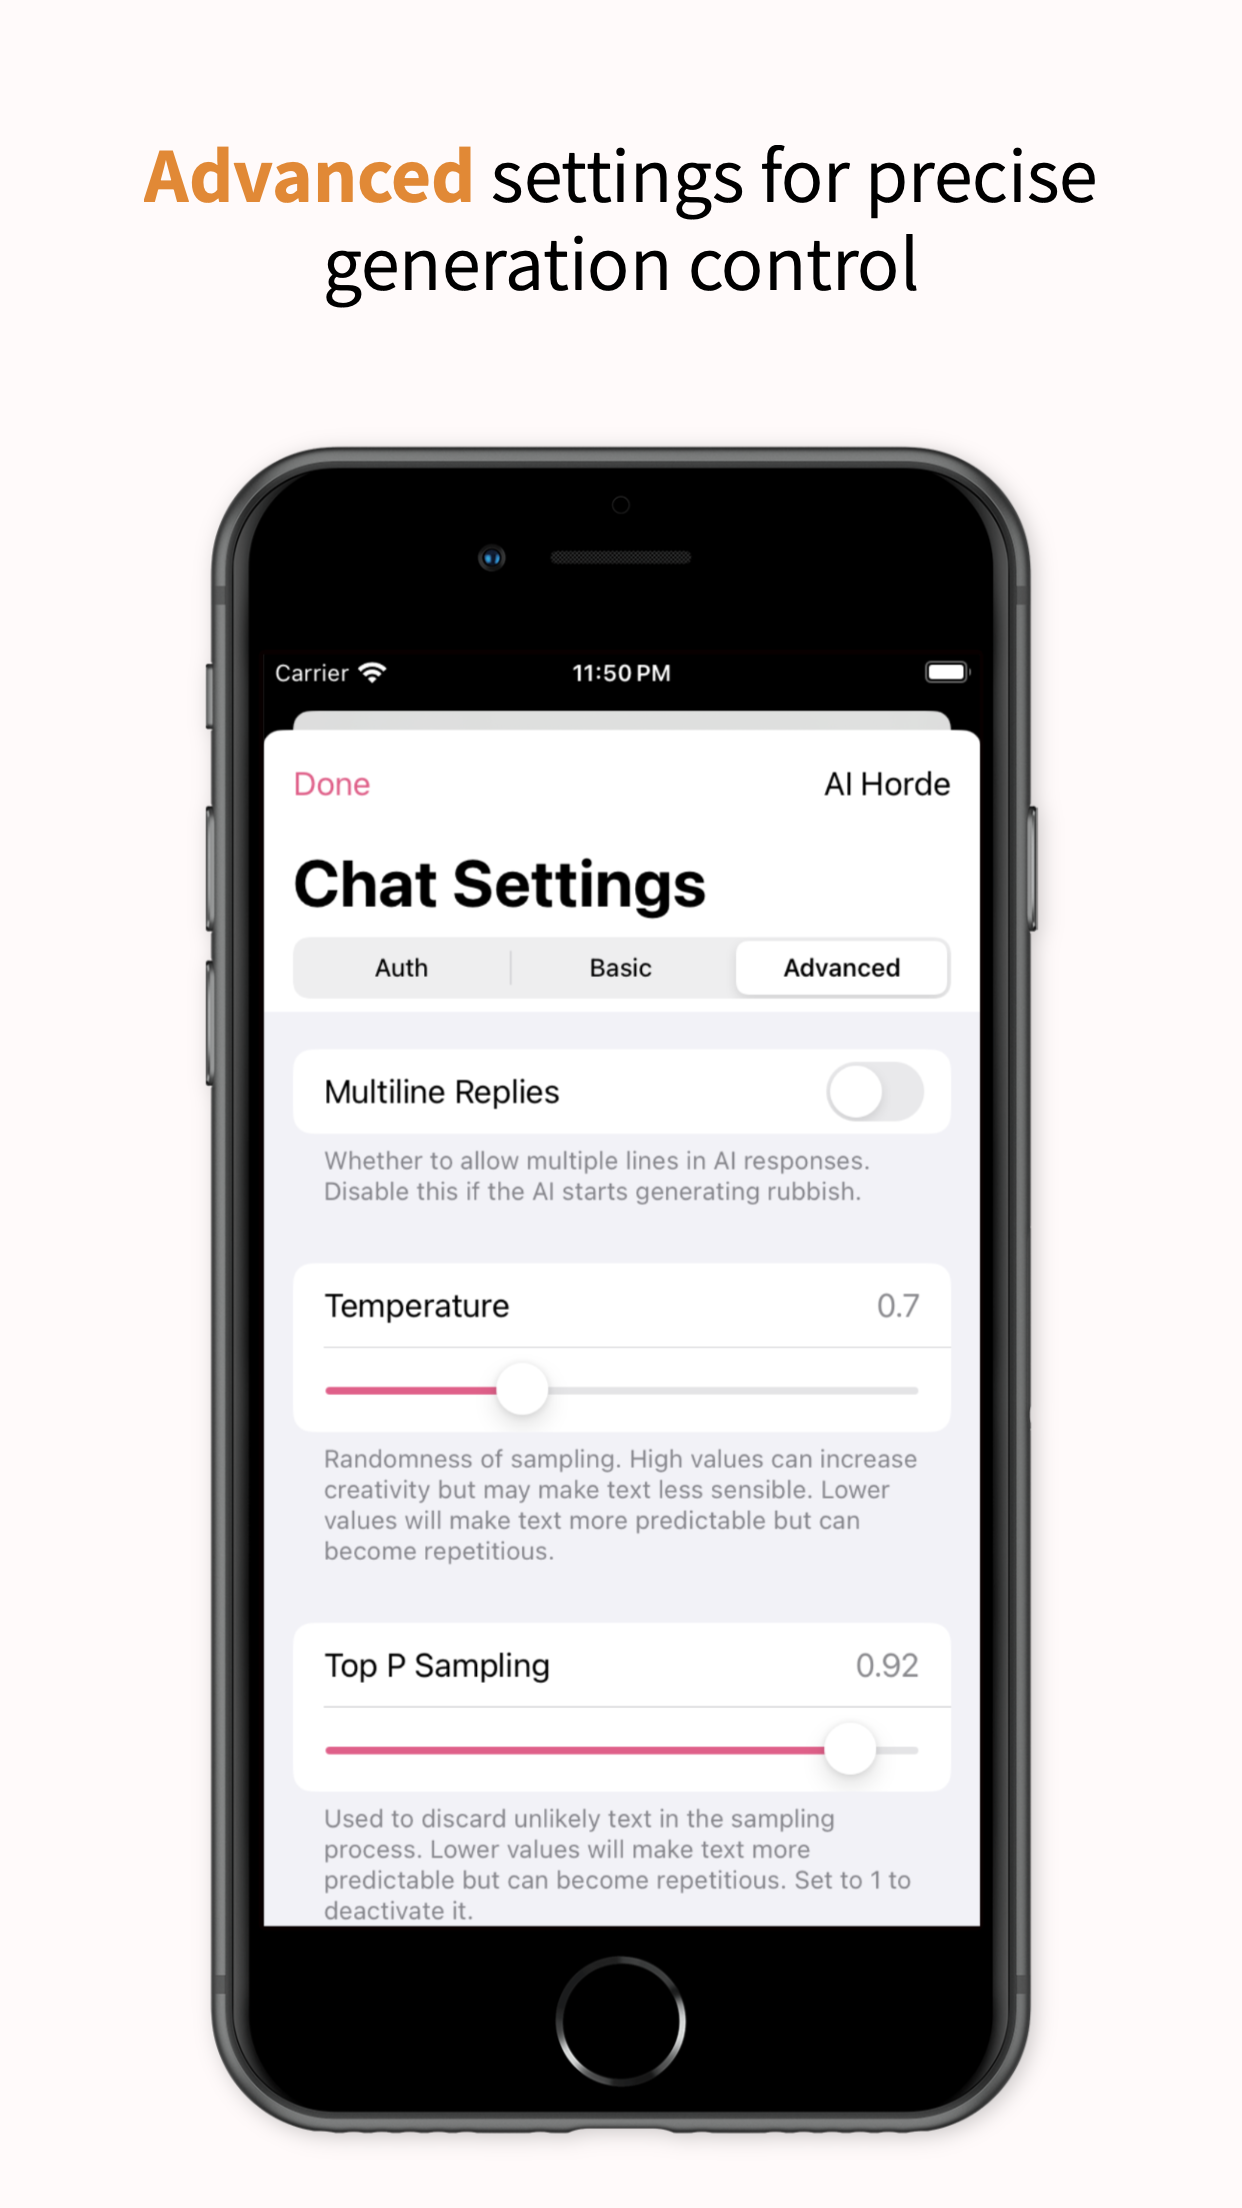 Advanced settings for precise
generation control
Carrier 11:50 PM
Done AI Horde
Chat Settings
Auth Basic Advanced
Multiline Replies
Whether to allow multiple lines in AI responses.
Disable this if the AI starts generating rubbish.
Temperature 0.7
Randomness of sampling. High values can increase
creativity but may make text less sensible. Lower
values will make text more predictable but can
become repetitious.
Top P Sampling 0.92
Used to discard unlikely text in the sampling
process. Lower values will make text more
predictable but can become repetitious. Set to 1 to
deactivate it.